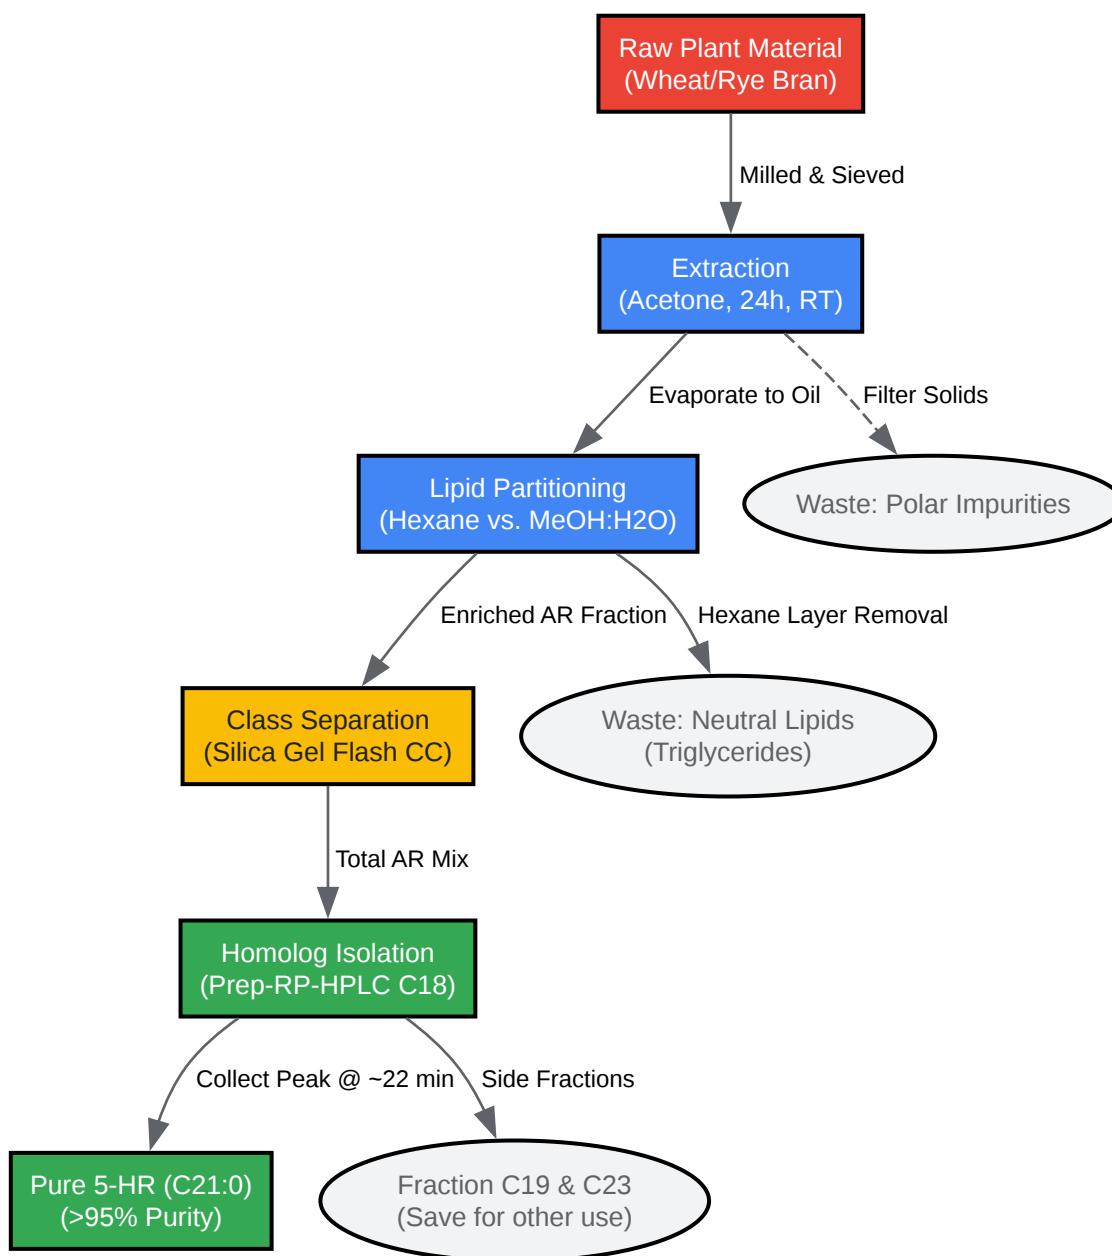 Raw Plant Material
(Wheat/Rye Bran)
Milled & Sieved
Extraction
(Acetone, 24h, RT)
Evaporate to Oil
Filter Solids
Lipid Partitioning
(Hexane vs. MeOH:H2O)
Waste: Polar Impurities
Enriched AR Fraction
Hexane Layer Removal
Class Separation
(Silica Gel Flash CC)
Waste: Neutral Lipids
(Triglycerides)
Total AR Mix
Homolog Isolation
(Prep-RP-HPLC C18)
Collect Peak @ ~22 min
Side Fractions
Pure 5-HR (C21:0)
(>95% Purity)
Fraction C19 & C23
(Save for other use)